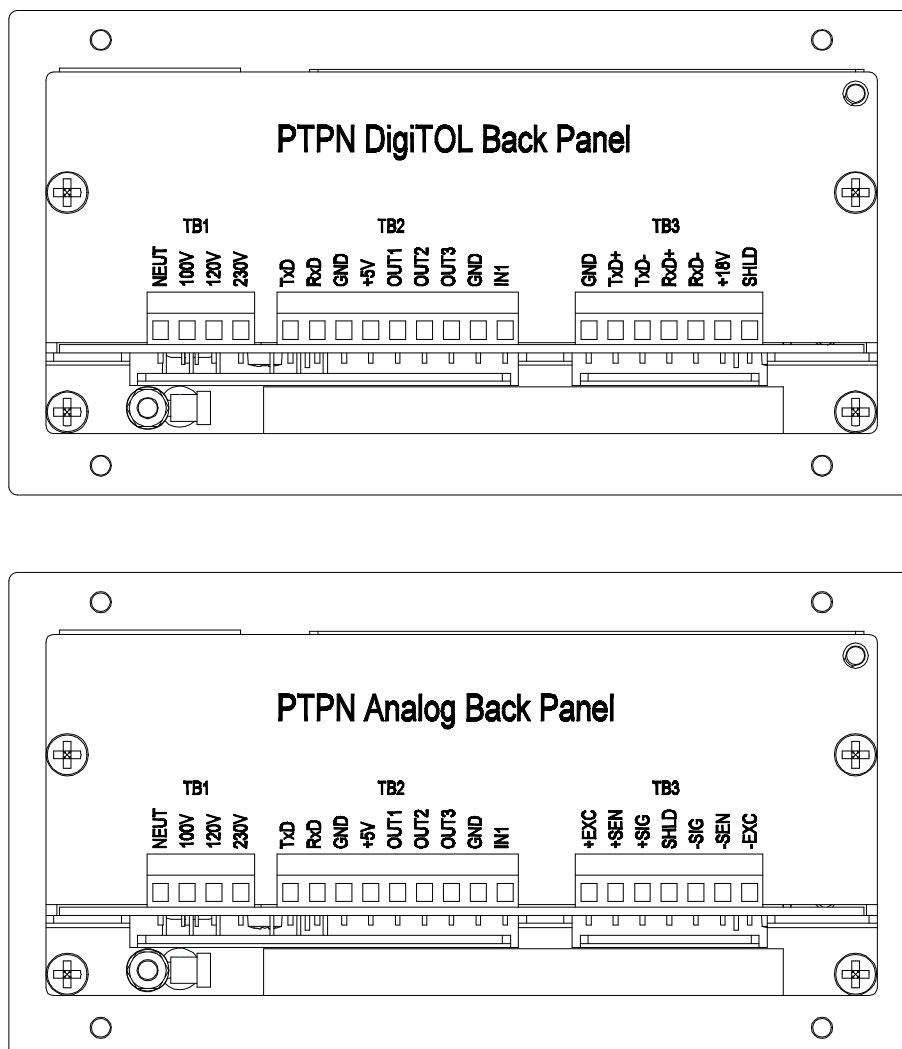 PTPN DigiTOL Back Panel
TB1 TB2 TB3
NEUT 100V 120V 230V TxD RxD GND +5V OUT1 OUT2 OUT3 GND IN1 GND TxD+ TxD- RxD+ RxD- +18V SHLD
PTPN Analog Back Panel
TB1 TB2 TB3
NEUT 100V 120V 230V TxD RxD GND +5V OUT1 OUT2 OUT3 GND IN1 +EXC +SEN +SIG SHLD -SIG -SEN -EXC